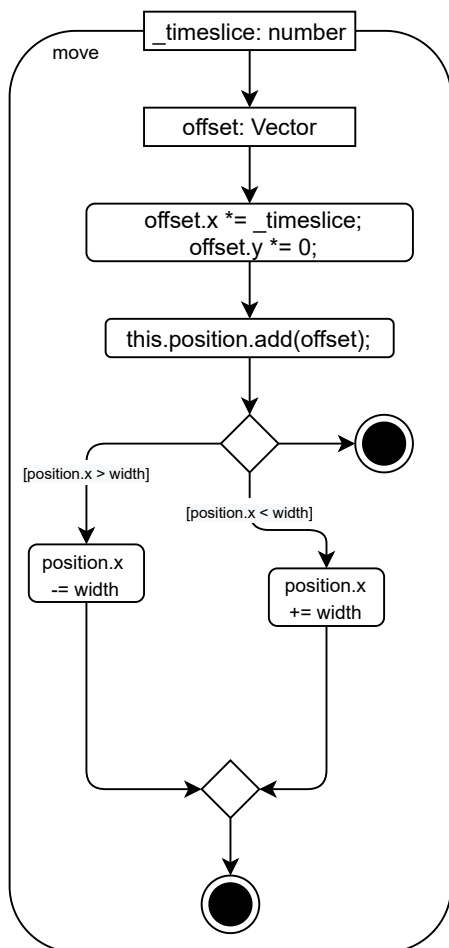 _timeslice: number
move
offset: Vector
offset.x *= _timeslice;
offset.y *= 0;
this.position.add(offset);
[position.x > width]
[position.x < width]
position.x
-= width
position.x
+= width